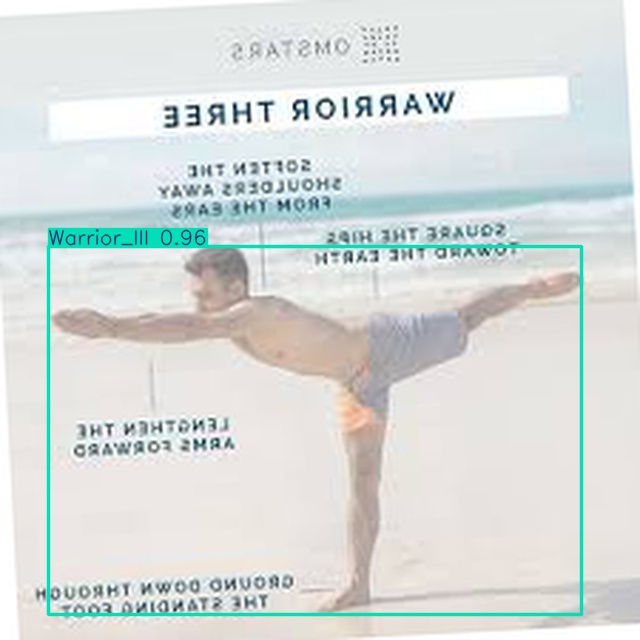 OMSTARS
WARRIOR THREE
SOFTEN THE
SHOULDERS AWAY
FROM THE EARS
SQUARE THE HIPS
TOWARD THE EARTH
Warrior_III 0.96
LENGTHEN THE
ARMS FORWARD
GROUND DOWN THROUGH
THE STANDING FOOT